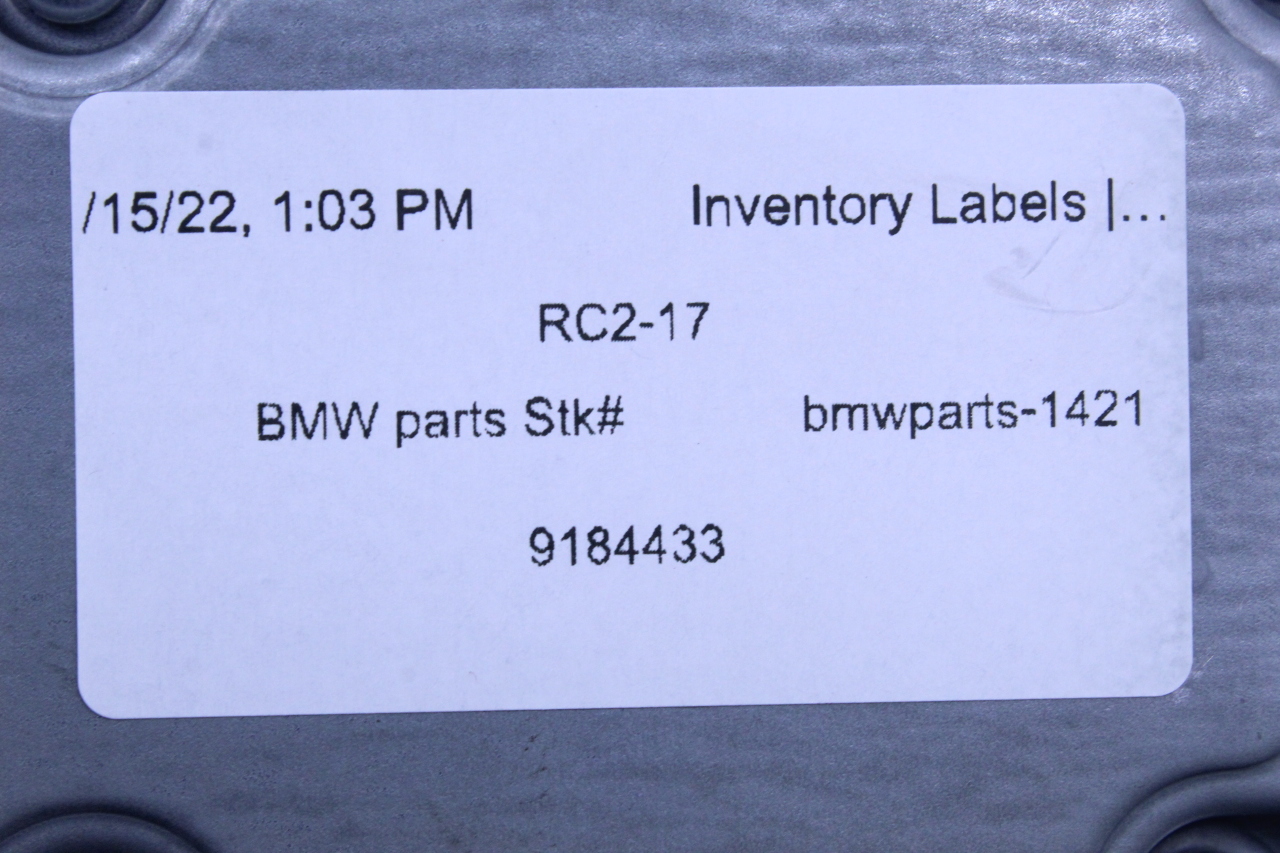 /15/22, 1:03 PM Inventory Labels |...
RC2-17
BMW parts Stk# bmwparts-1421
9184433